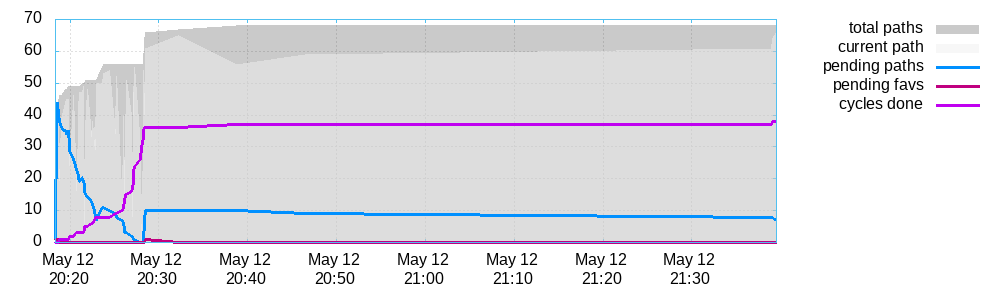 70
60
50
40
30
20
10
0
May 12 May 12 May 12 May 12 May 12 May 12 May 12 May 12
20:20 20:30 20:40 20:50 21:00 21:10 21:20 21:30
total paths
current path
pending paths
pending favs
cycles done